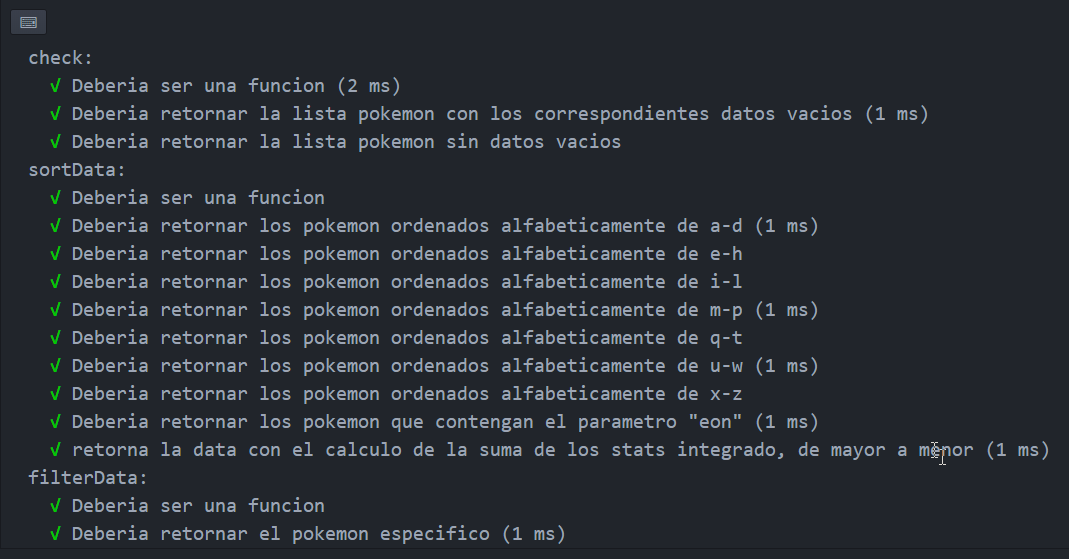 check:
√ Deberia ser una funcion (2 ms)
√ Deberia retornar la lista pokemon con los correspondientes datos vacios (1 ms)
√ Deberia retornar la lista pokemon sin datos vacios
sortData:
√ Deberia ser una funcion
√ Deberia retornar los pokemon ordenados alfabeticamente de a-d (1 ms)
√ Deberia retornar los pokemon ordenados alfabeticamente de e-h
√ Deberia retornar los pokemon ordenados alfabeticamente de i-l
√ Deberia retornar los pokemon ordenados alfabeticamente de m-p (1 ms)
√ Deberia retornar los pokemon ordenados alfabeticamente de q-t
√ Deberia retornar los pokemon ordenados alfabeticamente de u-w (1 ms)
√ Deberia retornar los pokemon ordenados alfabeticamente de x-z
√ Deberia retornar los pokemon que contengan el parametro "eon" (1 ms)
√ retorna la data con el calculo de la suma de los stats integrado, de mayor a menor (1 ms)
filterData:
√ Deberia ser una funcion
√ Deberia retornar el pokemon especifico (1 ms)